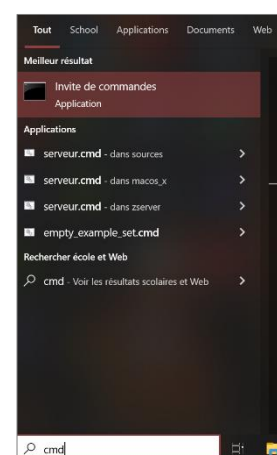 Tout School Applications Documents Web
Meilleur résultat
Invite de commandes
Application
Applications
serveur.cmd - dans sources
serveur.cmd - dans macos_x
serveur.cmd - dans zserver
empty_example_set.cmd
Rechercher école et Web
cmd - Voir les résultats scolaires et Web
cmd